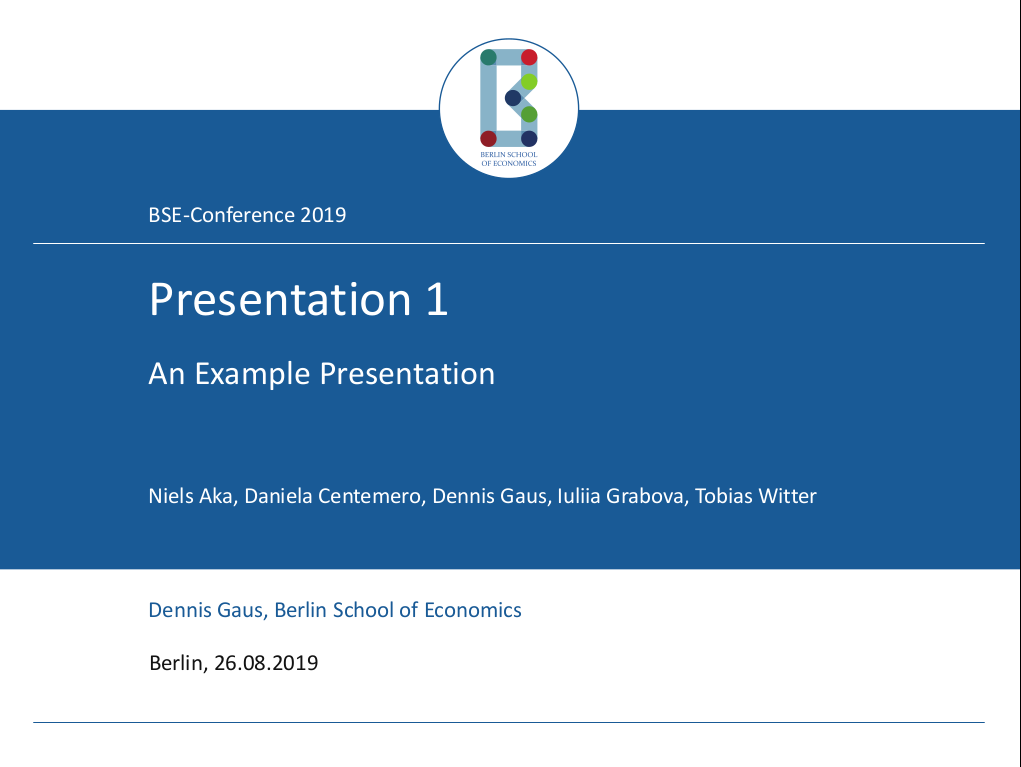 BERLIN SCHOOL
OF ECONOMICS
BSE-Conference 2019
Presentation 1
An Example Presentation
Niels Aka, Daniela Centemero, Dennis Gaus, Iuliia Grabova, Tobias Witter
Dennis Gaus, Berlin School of Economics
Berlin, 26.08.2019